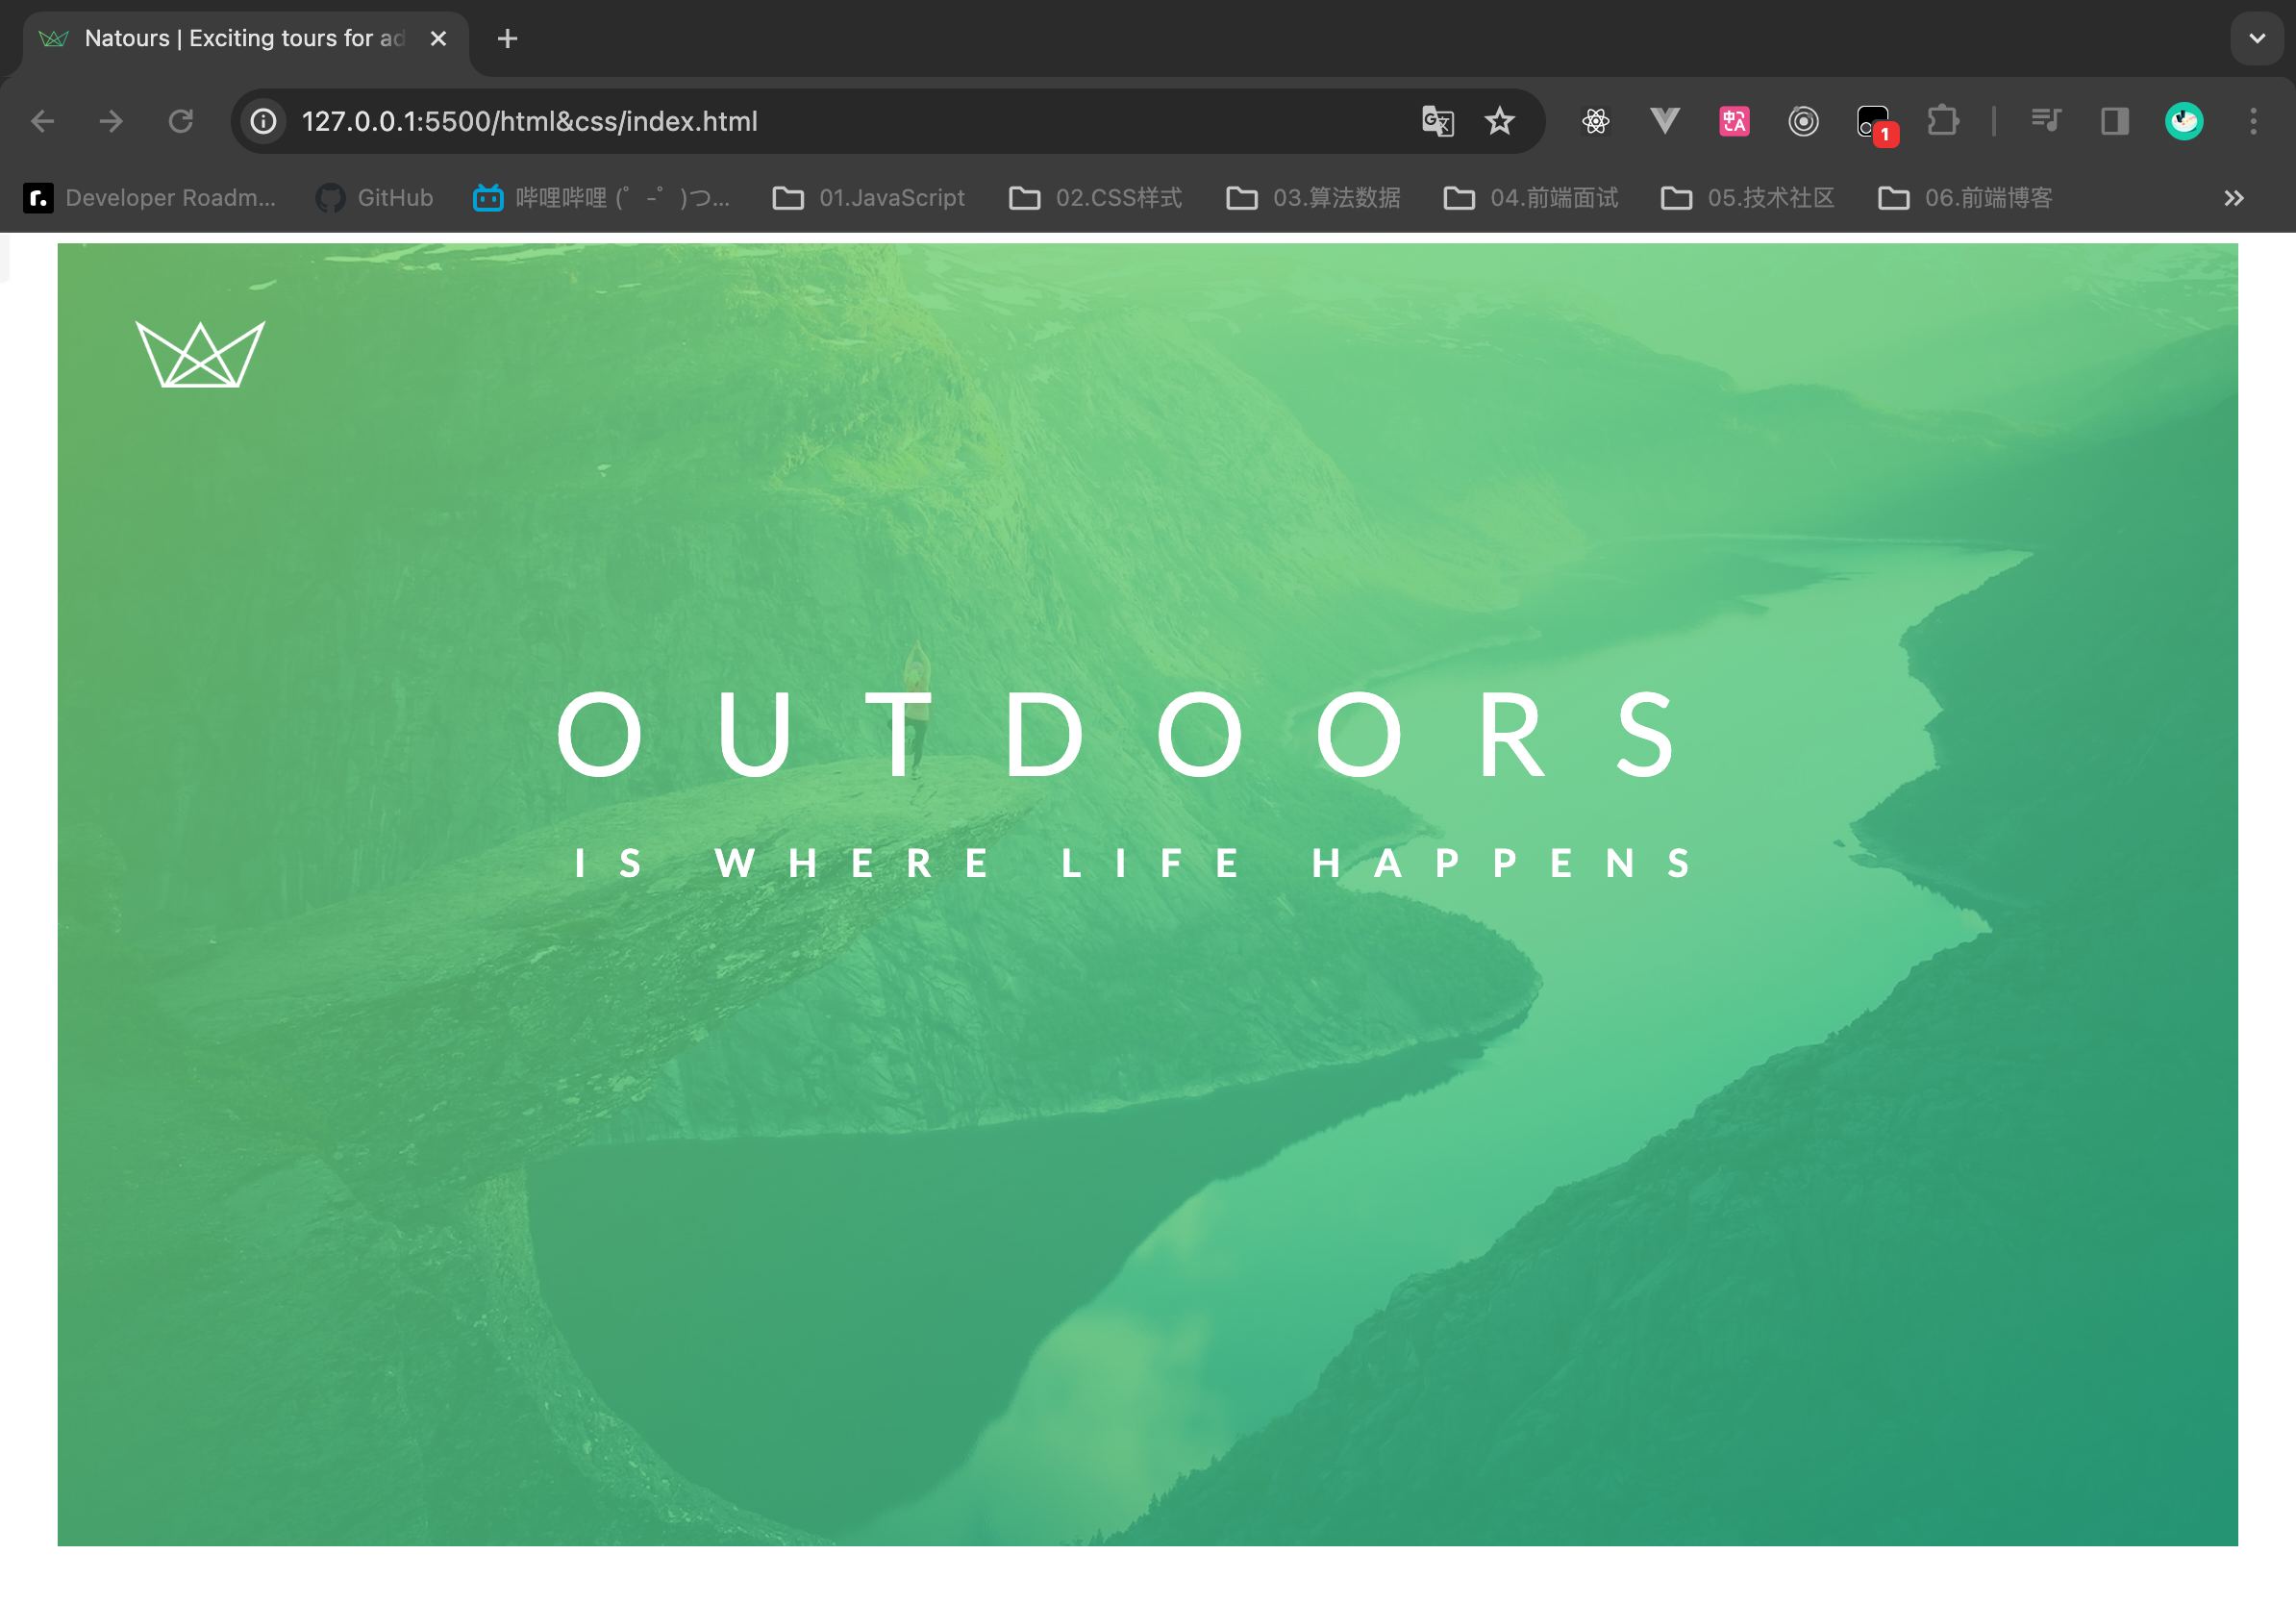 Natours | Exciting tours for ad
127.0.0.1:5500/html&css/index.html
1
Developer Roadm... GitHub 哔哩哔哩 (゜-゜)つ... 01.JavaScript 02.CSS样式 03.算法数据 04.前端面试 05.技术社区 06.前端博客
OUTDOORS
IS WHERE LIFE HAPPENS